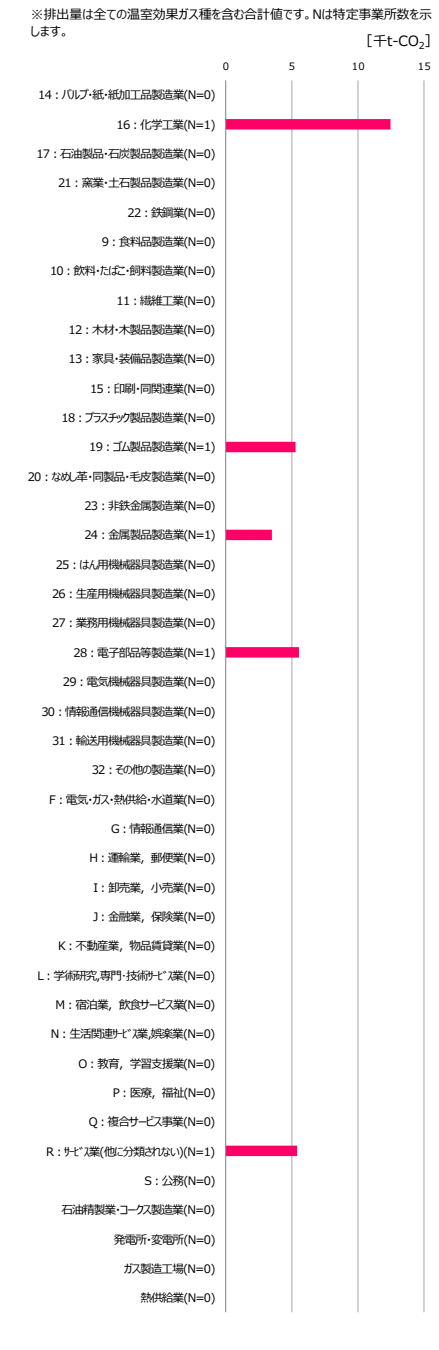 ※排出量は全ての温室効果ガス種を含む合計値です。Nは特定事業所数を示
します。
[千t-CO₂]
0 5 10 15
14：パルプ・紙・紙加工品製造業(N=0)
16：化学工業(N=1)
17：石油製品・石炭製品製造業(N=0)
21：窯業・土石製品製造業(N=0)
22：鉄鋼業(N=0)
9：食料品製造業(N=0)
10：飲料・たばこ・飼料製造業(N=0)
11：繊維工業(N=0)
12：木材・木製品製造業(N=0)
13：家具・装備品製造業(N=0)
15：印刷・同関連業(N=0)
18：プラスチック製品製造業(N=0)
19：ゴム製品製造業(N=1)
20：なめし革・同製品・毛皮製造業(N=0)
23：非鉄金属製造業(N=0)
24：金属製品製造業(N=1)
25：はん用機械器具製造業(N=0)
26：生産用機械器具製造業(N=0)
27：業務用機械器具製造業(N=0)
28：電子部品等製造業(N=1)
29：電気機械器具製造業(N=0)
30：情報通信機械器具製造業(N=0)
31：輸送用機械器具製造業(N=0)
32：その他の製造業(N=0)
F：電気・ガス・熱供給・水道業(N=0)
G：情報通信業(N=0)
H：運輸業，郵便業(N=0)
I：卸売業，小売業(N=0)
J：金融業，保険業(N=0)
K：不動産業，物品賃貸業(N=0)
L：学術研究,専門・技術ｻｰﾋﾞｽ業(N=0)
M：宿泊業，飲食サービス業(N=0)
N：生活関連ｻｰﾋﾞｽ業,娯楽業(N=0)
O：教育，学習支援業(N=0)
P：医療，福祉(N=0)
Q：複合サービス事業(N=0)
R：ｻｰﾋﾞｽ業(他に分類されない)(N=1)
S：公務(N=0)
石油精製業・コークス製造業(N=0)
発電所・変電所(N=0)
ガス製造工場(N=0)
熱供給業(N=0)